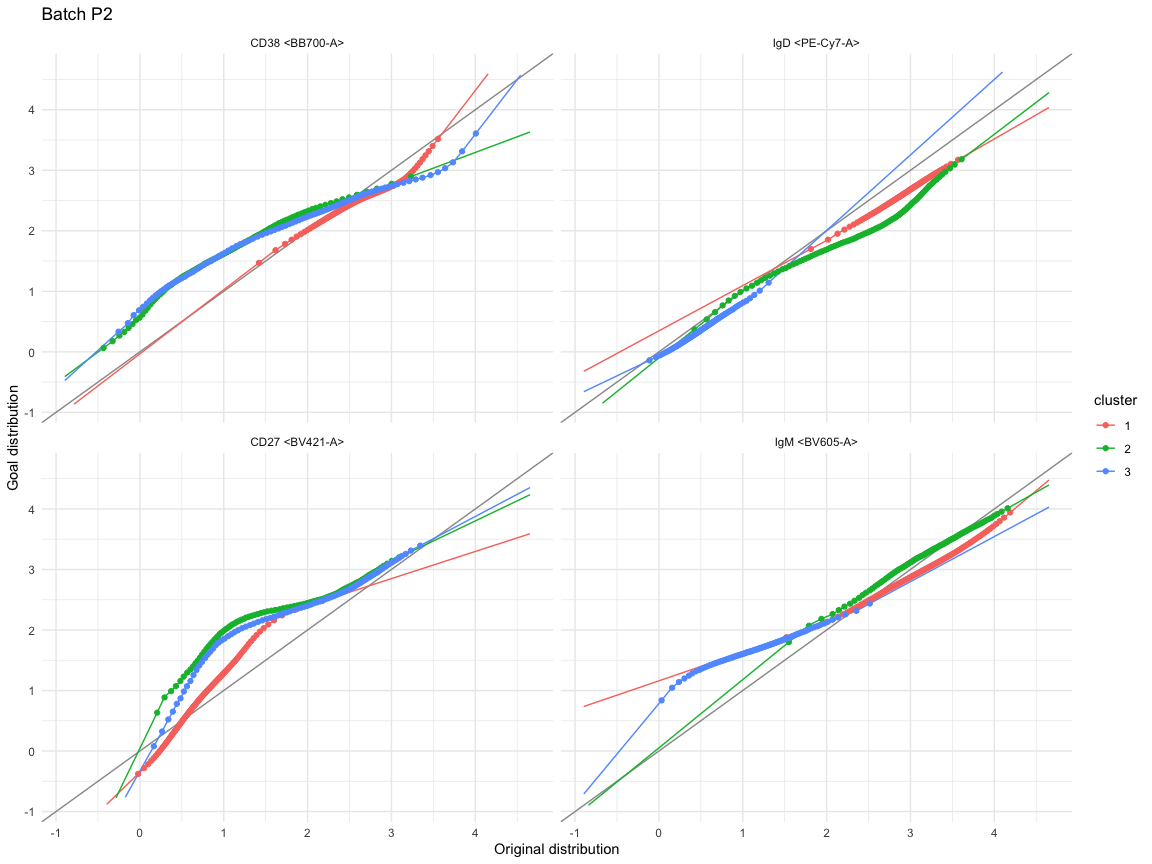 Batch P2
CD38 <BB700-A>
IgD <PE-Cy7-A>
4
3
2
1
0
-1
CD27 <BV421-A>
IgM <BV605-A>
4
3
2
1
0
-1
-1 0 1 2 3 4
-1 0 1 2 3 4
Original distribution
Goal distribution
cluster
1
2
3